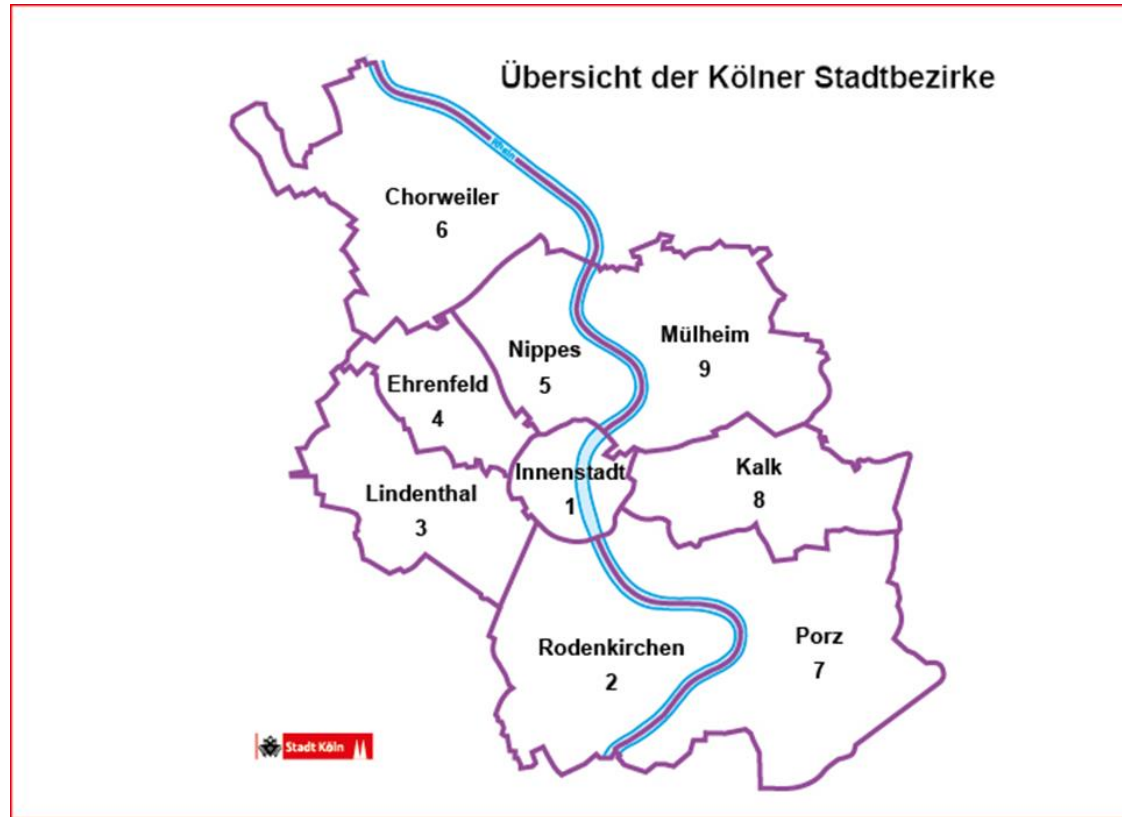 Übersicht der Kölner Stadtbezirke
Rhein
Chorweiler
6
Nippes
5
Mülheim
9
Ehrenfeld
4
Innenstadt
1
Kalk
8
Lindenthal
3
Rodenkirchen
2
Porz
7
Stadt Köln